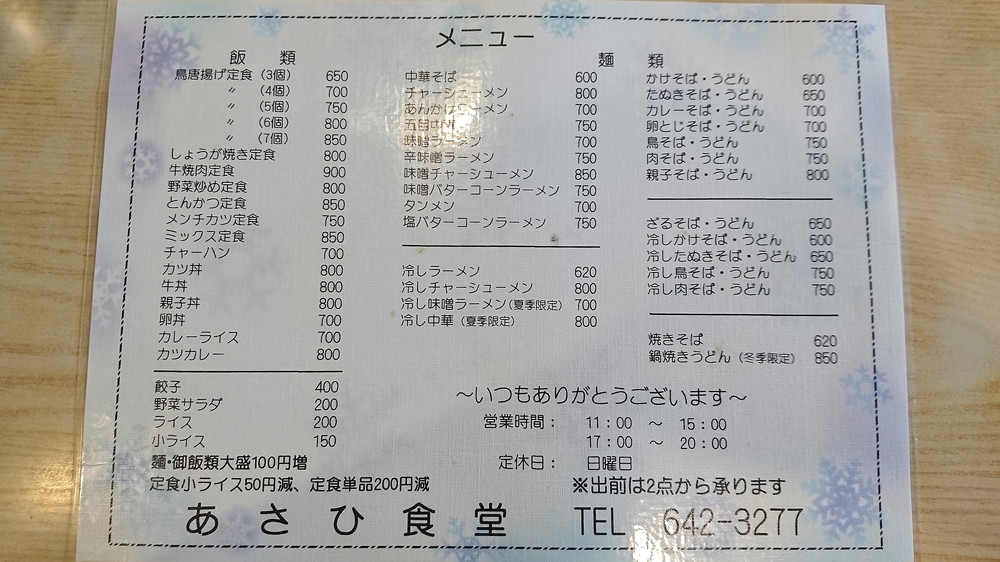 メニュー
飯 類
鳥唐揚げ定食（3個） 650
〃 （4個） 700
〃 （5個） 750
〃 （6個） 800
〃 （7個） 850
しょうが焼き定食 800
牛焼肉定食 900
野菜炒め定食 800
とんかつ定食 850
メンチカツ定食 750
ミックス定食 850
チャーハン 700
カツ丼 800
牛丼 800
親子丼 800
卵丼 700
カレーライス 700
カツカレー 800
餃子 400
野菜サラダ 200
ライス 200
小ライス 150
麺･御飯類大盛100円増
定食小ライス50円減、定食単品200円減
麺 類
中華そば 600
チャーシューメン 800
あんかけラーメン 700
五目中華 750
味噌ラーメン 700
辛味噌ラーメン 750
味噌チャーシューメン 850
味噌バターコーンラーメン 750
タンメン 700
塩バターコーンラーメン 750
冷しラーメン 620
冷しチャーシューメン 800
冷し味噌ラーメン（夏季限定） 700
冷し中華（夏季限定） 800
かけそば・うどん 600
たぬきそば・うどん 650
カレーそば・うどん 700
卵とじそば・うどん 700
鳥そば・うどん 750
肉そば・うどん 750
親子そば・うどん 800
ざるそば・うどん 650
冷しかけそば・うどん 600
冷したぬきそば・うどん 650
冷し鳥そば・うどん 750
冷し肉そば・うどん 750
焼きそば 620
鍋焼きうどん（冬季限定） 850
～いつもありがとうございます～
営業時間： 11：00 ～ 15：00
17：00 ～ 20：00
定休日： 日曜日
※出前は2点から承ります
あさひ食堂 TEL 642-3277